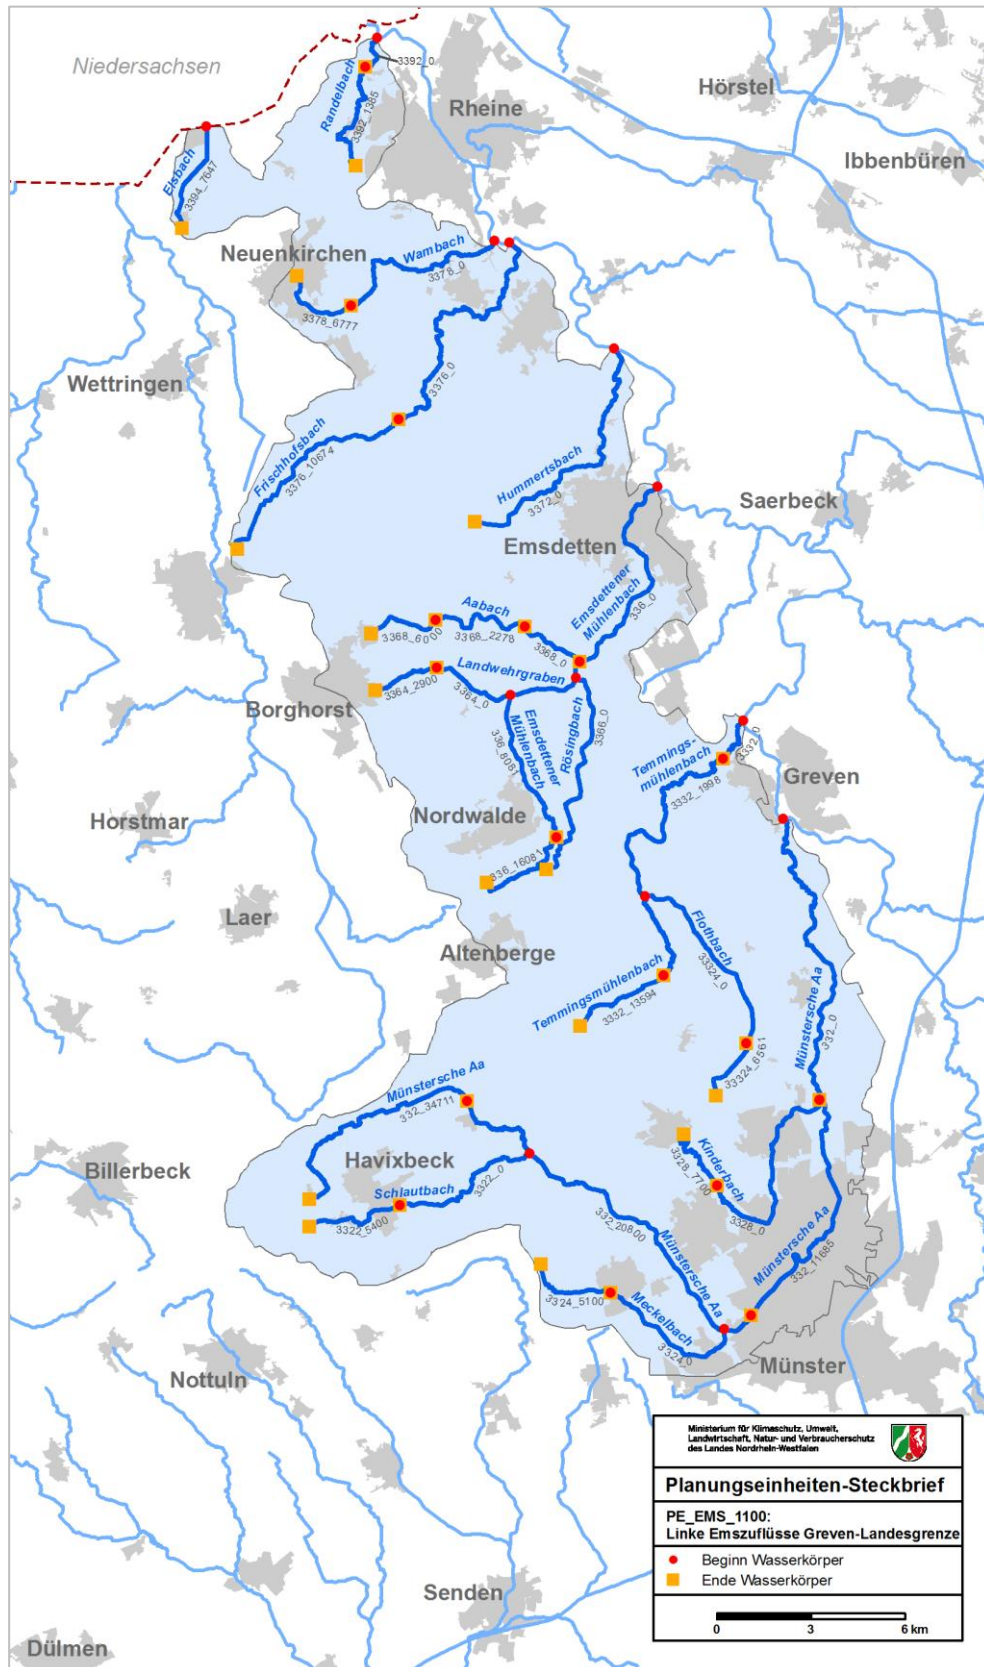 Niedersachsen
3392_0
Randelbach
3392_1365
Rheine
Hörstel
Ibbenbüren
Elsbach
3394_7647
Neuenkirchen
Wambach
3378_0
3378_6777
Wettringen
3376_0
Frischhofsbach
3376_10674
Hummertsbach
3372_0
Saerbeck
Emsdetten
Emsdettener
Mühlenbach
336_0
Aabach
3368_6000
3368_2278
3368_0
Landwehrgraben
3364_2900
3364_0
Borghorst
Emsdettener
Mühlenbach
336_8081
Rösingbach
3366_0
Temmings-
mühlenbach
3332_0
3332_1998
Greven
Horstmar
Nordwalde
336_16081
Laer
Altenberge
Flothbach
33324_0
Temmingsmühlenbach
3332_13594
33324_6561
Münstersche Aa
332_0
Münstersche Aa
332_34711
Billerbeck
Havixbeck
Schlautbach
3322_0
3322_5400
Kinderbach
3328_7700
3328_0
332_20800
Münstersche Aa
Münstersche Aa
332_11685
3324_5100
Meckelbach
3324_0
Münster
Nottuln
Senden
Dülmen
Ministerium für Klimaschutz, Umwelt,
Landwirtschaft, Natur- und Verbraucherschutz
des Landes Nordrhein-Westfalen
Planungseinheiten-Steckbrief
PE_EMS_1100:
Linke Emszuflüsse Greven-Landesgrenze
Beginn Wasserkörper
Ende Wasserkörper
0 3 6 km